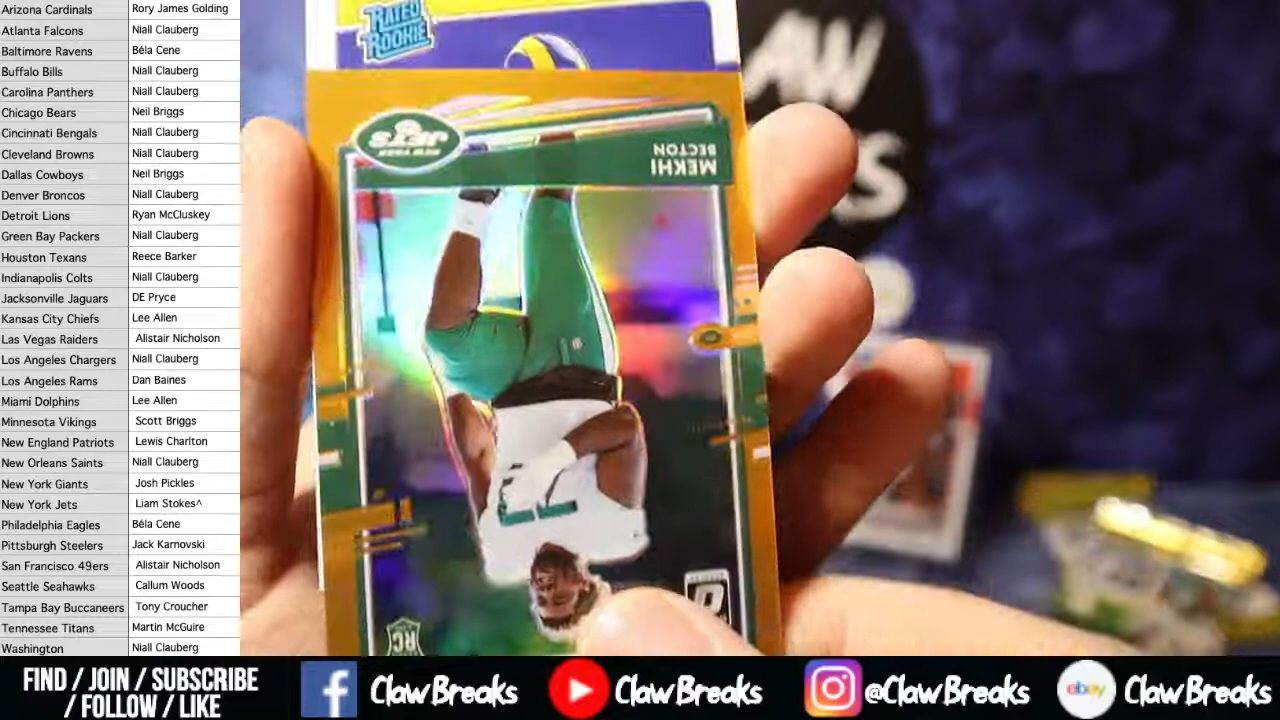 Arizona Cardinals Rory James Golding
Atlanta Falcons Niall Clauberg
Baltimore Ravens Béla Cene
Buffalo Bills Niall Clauberg
Carolina Panthers Niall Clauberg
Chicago Bears Neil Briggs
Cincinnati Bengals Niall Clauberg
Cleveland Browns Niall Clauberg
Dallas Cowboys Neil Briggs
Denver Broncos Niall Clauberg
Detroit Lions Ryan McCluskey
Green Bay Packers Niall Clauberg
Houston Texans Reece Barker
Indianapolis Colts Niall Clauberg
Jacksonville Jaguars DE Pryce
Kansas City Chiefs Lee Allen
Las Vegas Raiders Alistair Nicholson
Los Angeles Chargers Niall Clauberg
Los Angeles Rams Dan Baines
Miami Dolphins Lee Allen
Minnesota Vikings Scott Briggs
New England Patriots Lewis Charlton
New Orleans Saints Niall Clauberg
New York Giants Josh Pickles
New York Jets Liam Stokes^
Philadelphia Eagles Béla Cene
Pittsburgh Steelers Jack Karnovski
San Francisco 49ers Alistair Nicholson
Seattle Seahawks Callum Woods
Tampa Bay Buccaneers Tony Croucher
Tennessee Titans Martin McGuire
Washington Niall Clauberg
RATED
ROOKIE
NEW YORK
JETS
MEKHI
BECTON
77
RC
AW
S
FIND / JOIN / SUBSCRIBE
/ FOLLOW / LIKE
f ClawBreaks
ClawBreaks
@ClawBreaks
ebay ClawBreaks